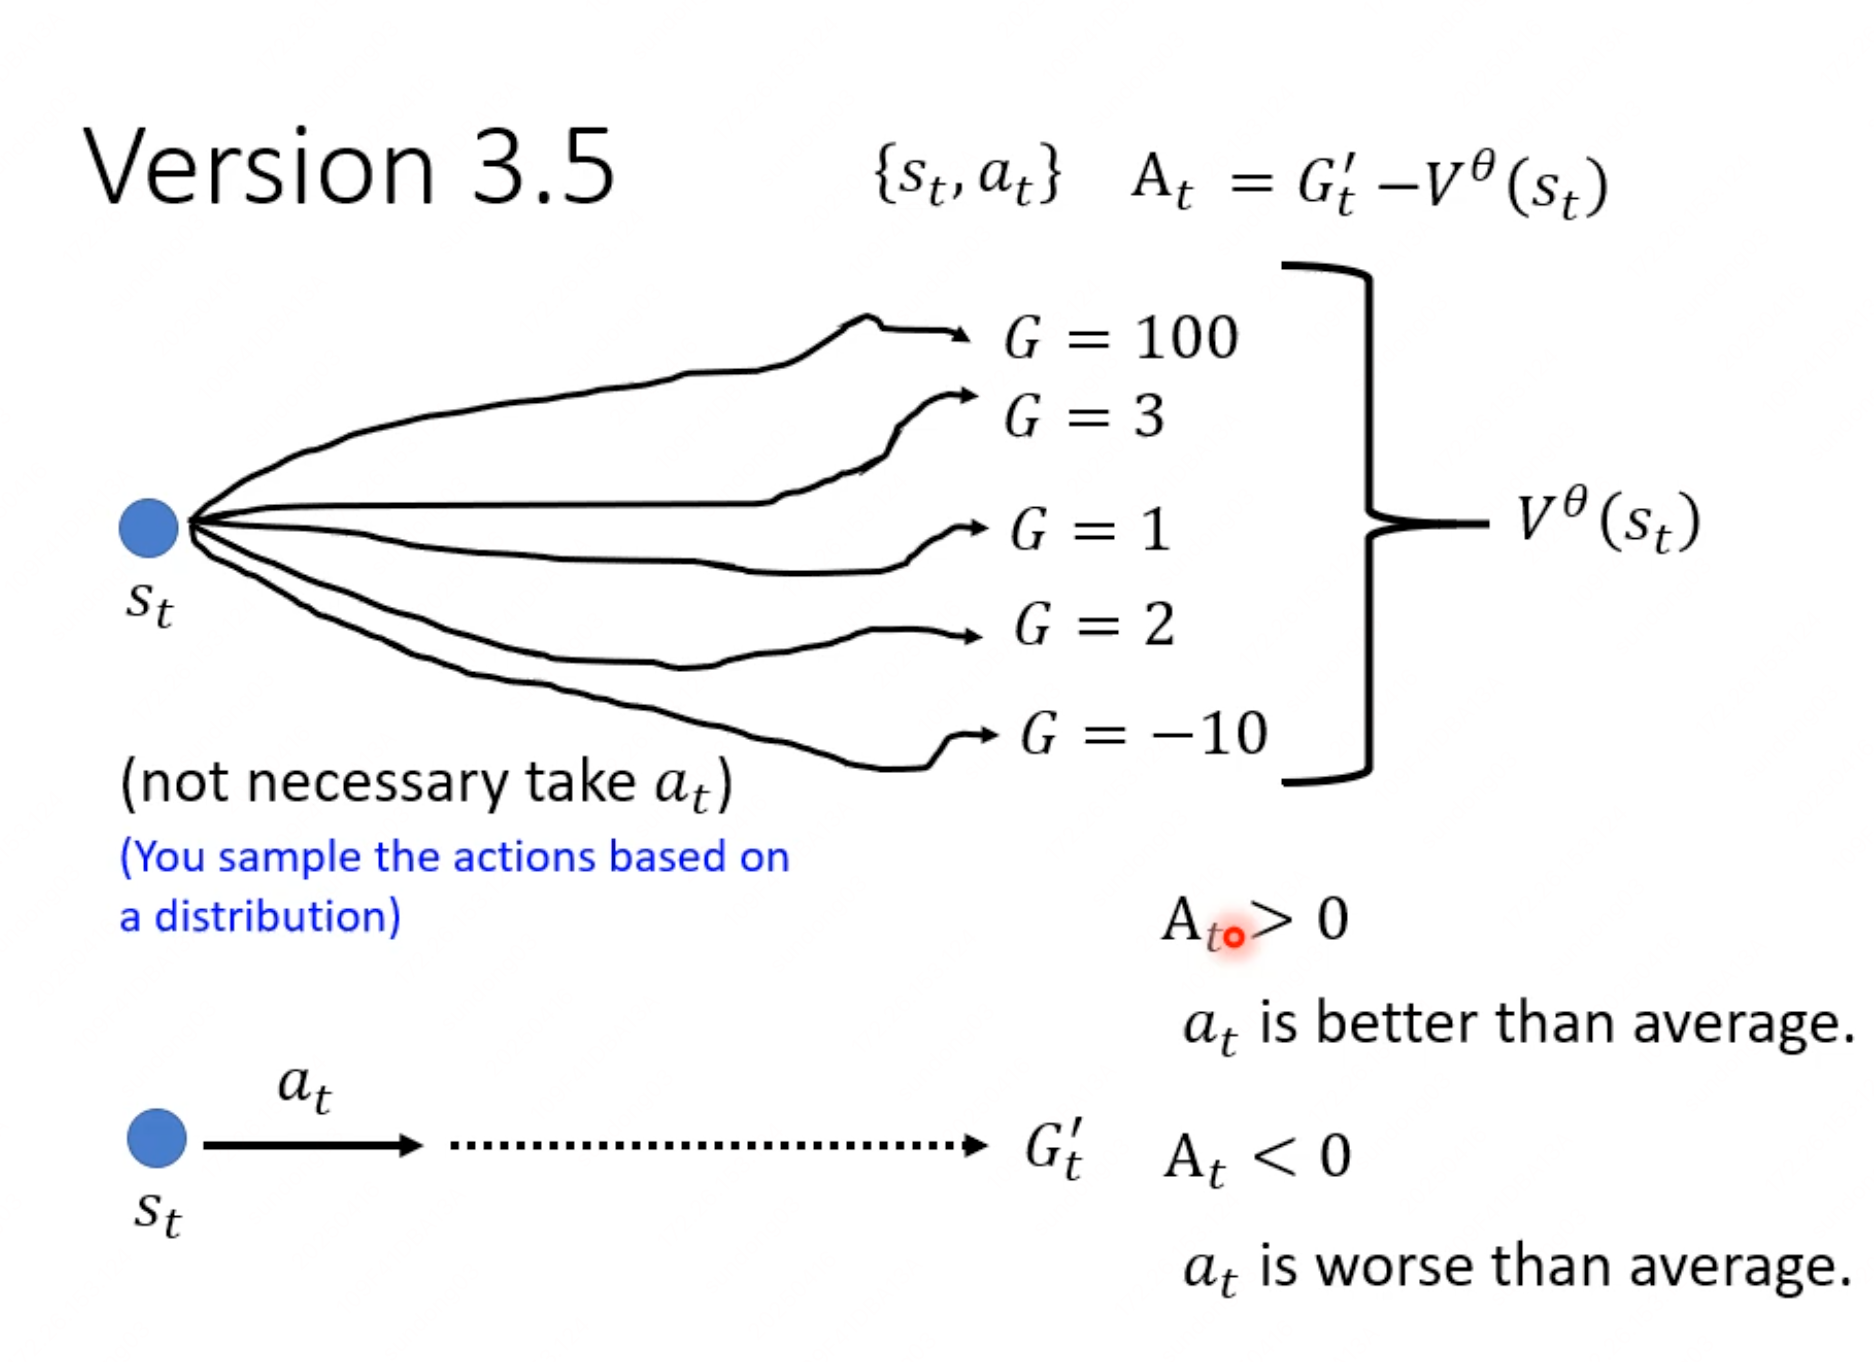 Version 3.5
{s_t, a_t} A_t = G'_t −V^θ(s_t)
G = 100
G = 3
G = 1
G = 2
G = −10
V^θ(s_t)
s_t
(not necessary take a_t)
(You sample the actions based on
a distribution)
A_t > 0
a_t is better than average.
a_t
s_t
G'_t
A_t < 0
a_t is worse than average.